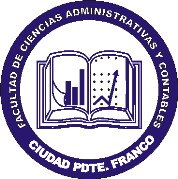 FACULTAD DE CIENCIAS ADMINISTRATIVAS Y CONTABLES
CIUDAD PDTE. FRANCO